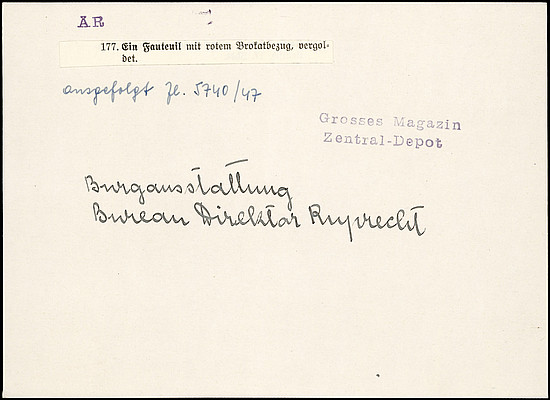 AR
177. Ein Fauteuil mit rotem Brokatbezug, vergol-
det.
ausgefolgt Zl. 5740/47
Grosses Magazin
Zentral-Depot
Burgausstattung
Bureau Direktor Ruprecht